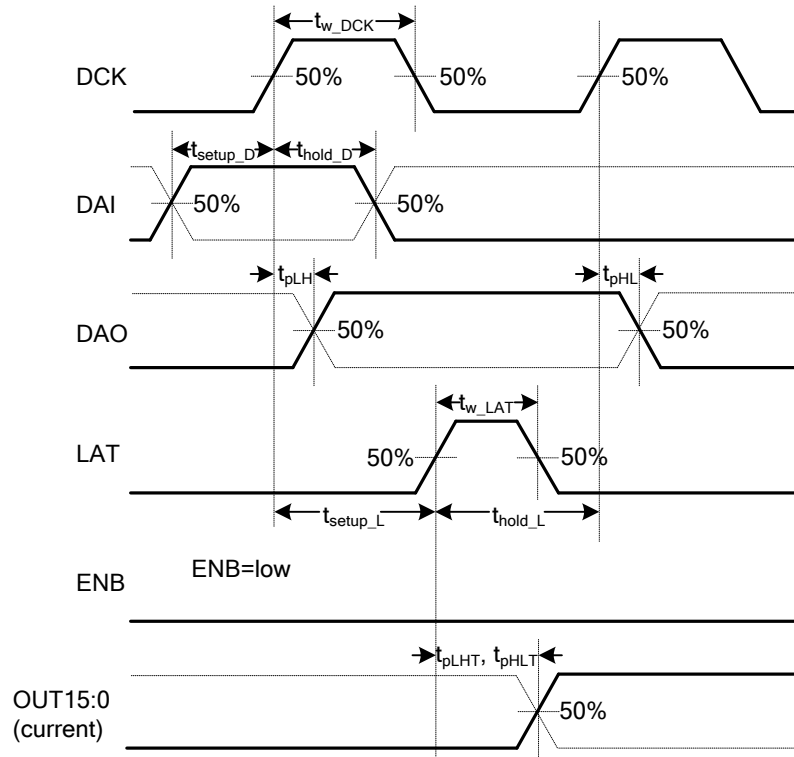 t_w_DCK
DCK
50%
50%
50%
t_setup_D
t_hold_D
DAI
50%
50%
t_pLH
t_pHL
DAO
50%
50%
t_w_LAT
LAT
50%
50%
t_setup_L
t_hold_L
ENB
ENB=low
t_pLHT, t_pHLT
OUT15:0
(current)
50%